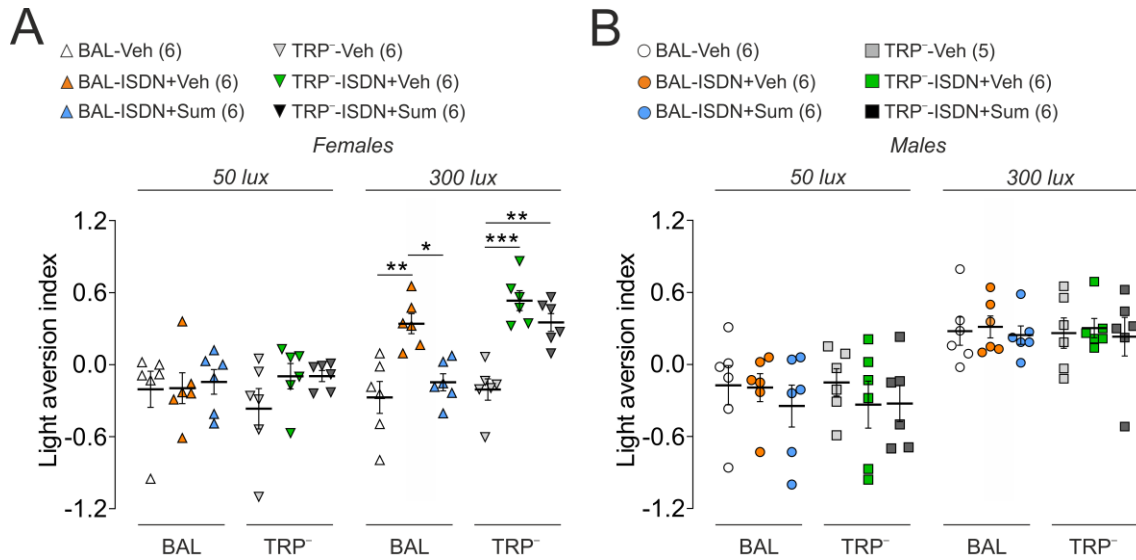 A
BAL-Veh (6) TRP⁻-Veh (6)
BAL-ISDN+Veh (6) TRP⁻-ISDN+Veh (6)
BAL-ISDN+Sum (6) TRP⁻-ISDN+Sum (6)
Females
50 lux 300 lux
Light aversion index
1.2
0.6
0.0
-0.6
-1.2
** * *** **
BAL TRP⁻ BAL TRP⁻
B
BAL-Veh (6) TRP⁻-Veh (5)
BAL-ISDN+Veh (6) TRP⁻-ISDN+Veh (6)
BAL-ISDN+Sum (6) TRP⁻-ISDN+Sum (6)
Males
50 lux 300 lux
Light aversion index
1.2
0.6
0.0
-0.6
-1.2
BAL TRP⁻ BAL TRP⁻